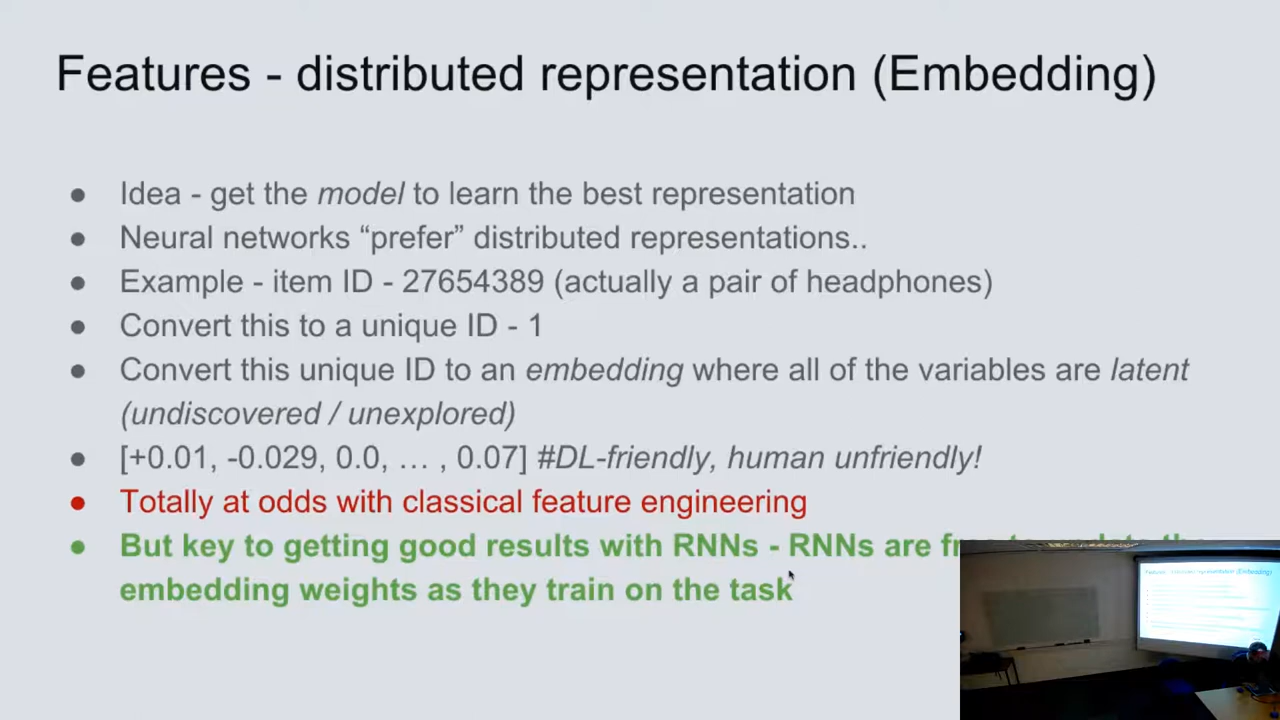 Features - distributed representation (Embedding)
● Idea - get the model to learn the best representation
● Neural networks “prefer” distributed representations..
● Example - item ID - 27654389 (actually a pair of headphones)
● Convert this to a unique ID - 1
● Convert this unique ID to an embedding where all of the variables are latent
(undiscovered / unexplored)
● [+0.01, -0.029, 0.0, … , 0.07] #DL-friendly, human unfriendly!
● Totally at odds with classical feature engineering
● But key to getting good results with RNNs - RNNs are
embedding weights as they train on the task
Features - distributed representation (Embedding)